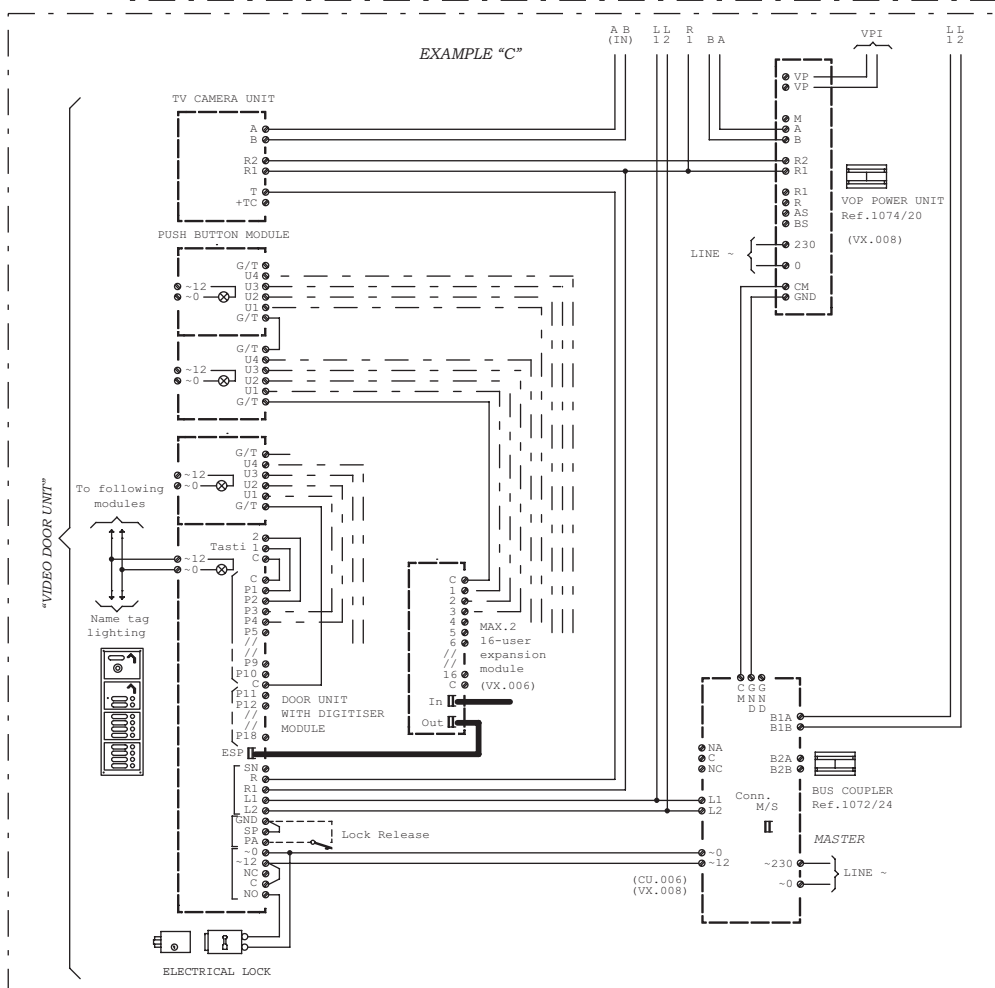 EXAMPLE "C"
A B
(IN)
L L
1 2
R
1
B A
VPI
L L
1 2
TV CAMERA UNIT
A
B
R2
R1
T
+TC
VP
VP
M
A
B
R2
R1
R1
R
AS
BS
230
0
CM
GND
LINE ~
VOP POWER UNIT
Ref.1074/20
(VX.008)
PUSH BUTTON MODULE
~12
~0
G/T
U4
U3
U2
U1
G/T
~12
~0
G/T
U4
U3
U2
U1
G/T
~12
~0
G/T
U4
U3
U2
U1
G/T
"VIDEO DOOR UNIT"
To following
modules
Name tag
lighting
Tasti
~12
~0
2
1
C
C
P1
P2
P3
P4
P5
//
//
P9
P10
C
P11
P12
//
//
P18
ESP
DOOR UNIT
WITH DIGITISER
MODULE
SN
R
R1
L1
L2
GND
SP
PA
~0
~12
NC
C
NO
Lock Release
C
1
2
3
4
5
6
//
//
16
C
In
Out
MAX.2
16-user
expansion
module
(VX.006)
CM
GND
GND
B1A
B1B
NA
C
NC
B2A
B2B
L1
L2
Conn.
M/S
~0
~12
~230
~0
BUS COUPLER
Ref.1072/24
MASTER
LINE ~
(CU.006)
(VX.008)
ELECTRICAL LOCK